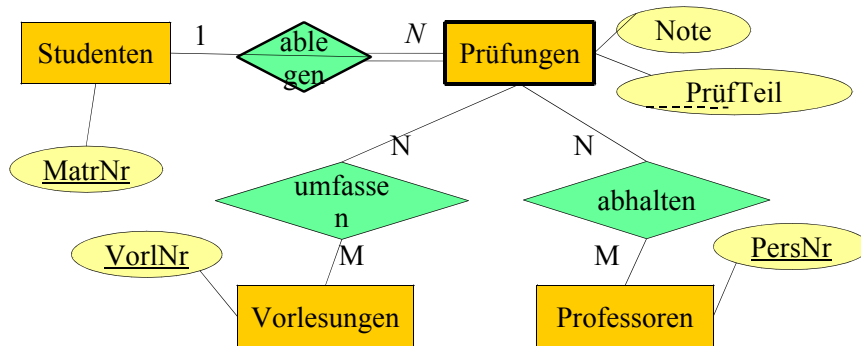 Studenten
1
able
gen
N
Prüfungen
Note
PrüfTeil
MatrNr
N
N
umfasse
n
abhalten
VorlNr
M
M
PersNr
Vorlesungen
Professoren